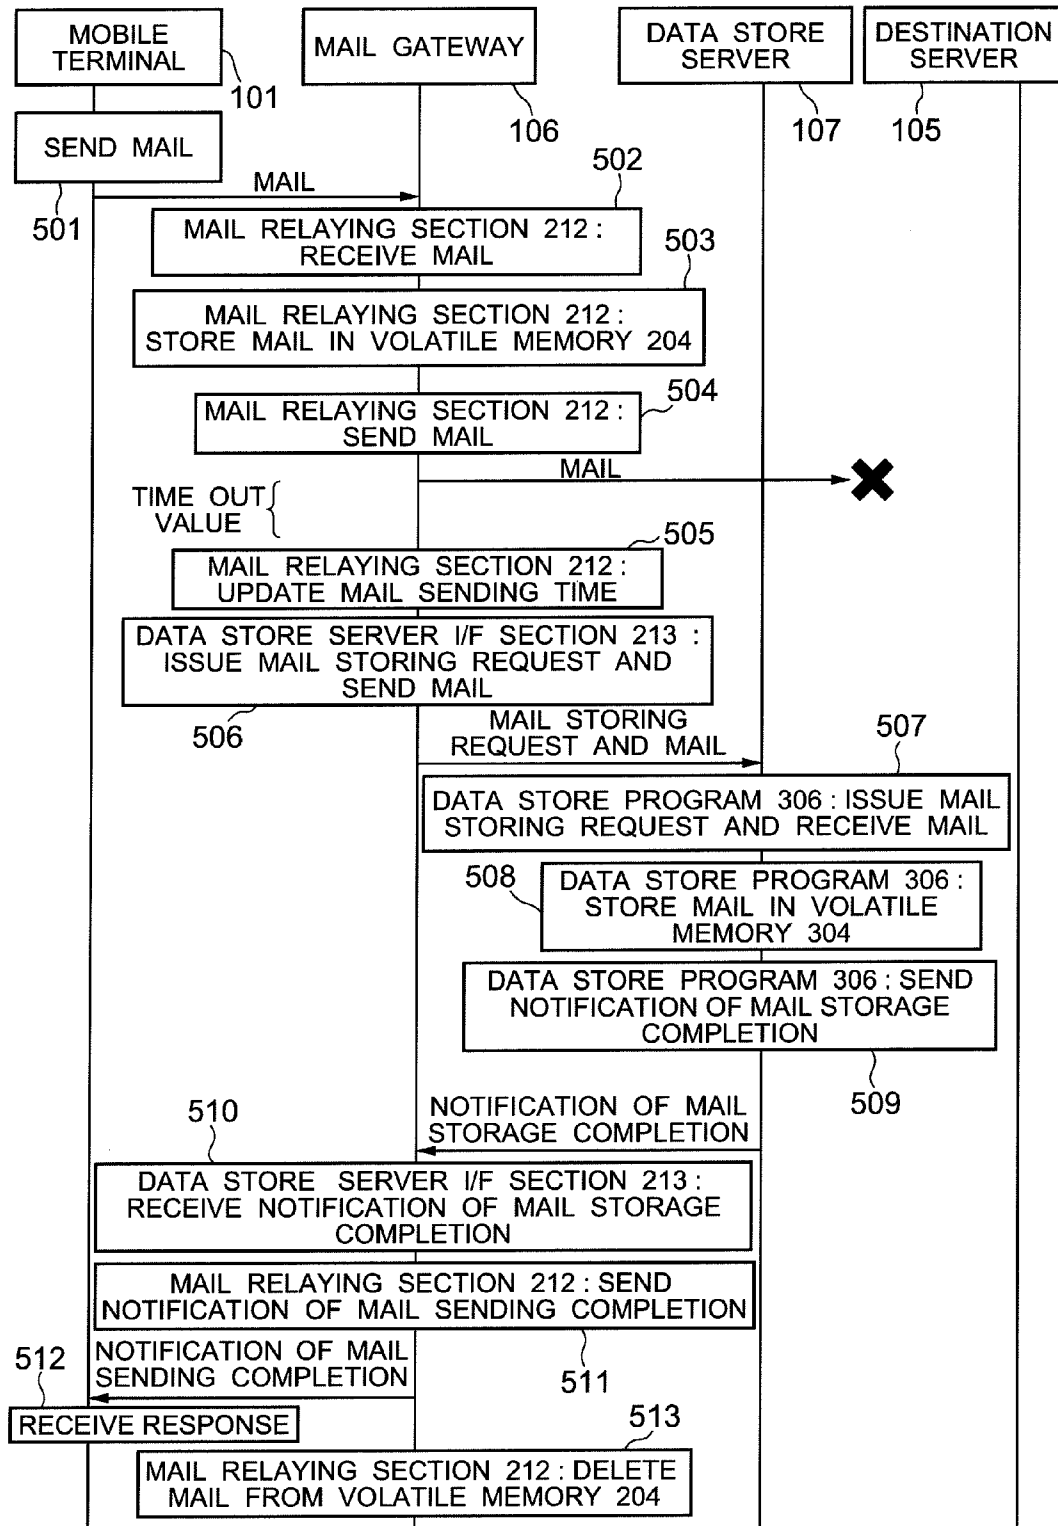 MOBILE
TERMINAL
MAIL GATEWAY
DATA STORE
SERVER
DESTINATION
SERVER
101
106
107
105
SEND MAIL
501
MAIL
502
MAIL RELAYING SECTION 212 :
RECEIVE MAIL
503
MAIL RELAYING SECTION 212 :
STORE MAIL IN VOLATILE MEMORY 204
504
MAIL RELAYING SECTION 212 :
SEND MAIL
MAIL
TIME OUT
VALUE
505
MAIL RELAYING SECTION 212 :
UPDATE MAIL SENDING TIME
DATA STORE SERVER I/F SECTION 213 :
ISSUE MAIL STORING REQUEST AND
SEND MAIL
506
MAIL STORING
REQUEST AND MAIL
507
DATA STORE PROGRAM 306 : ISSUE MAIL
STORING REQUEST AND RECEIVE MAIL
508
DATA STORE PROGRAM 306 :
STORE MAIL IN VOLATILE
MEMORY 304
DATA STORE PROGRAM 306 : SEND
NOTIFICATION OF MAIL STORAGE
COMPLETION
509
NOTIFICATION OF MAIL
STORAGE COMPLETION
510
DATA STORE SERVER I/F SECTION 213 :
RECEIVE NOTIFICATION OF MAIL STORAGE
COMPLETION
MAIL RELAYING SECTION 212 : SEND
NOTIFICATION OF MAIL SENDING COMPLETION
511
NOTIFICATION OF MAIL
SENDING COMPLETION
512
RECEIVE RESPONSE
513
MAIL RELAYING SECTION 212 : DELETE
MAIL FROM VOLATILE MEMORY 204